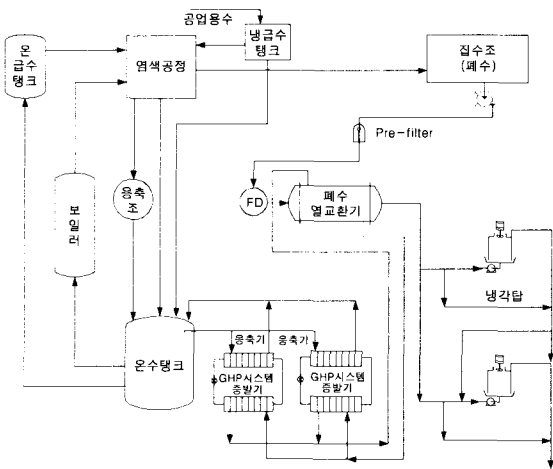 공업용수
온
급수
탱크
염색공정
냉급수
탱크
집수조
(폐수)
Pre-filter
보
일
러
응축
조
FD
폐수
열교환기
냉각탑
온수탱크
응축기
응축기
GHP시스템
증발기
GHP시스템
증발기